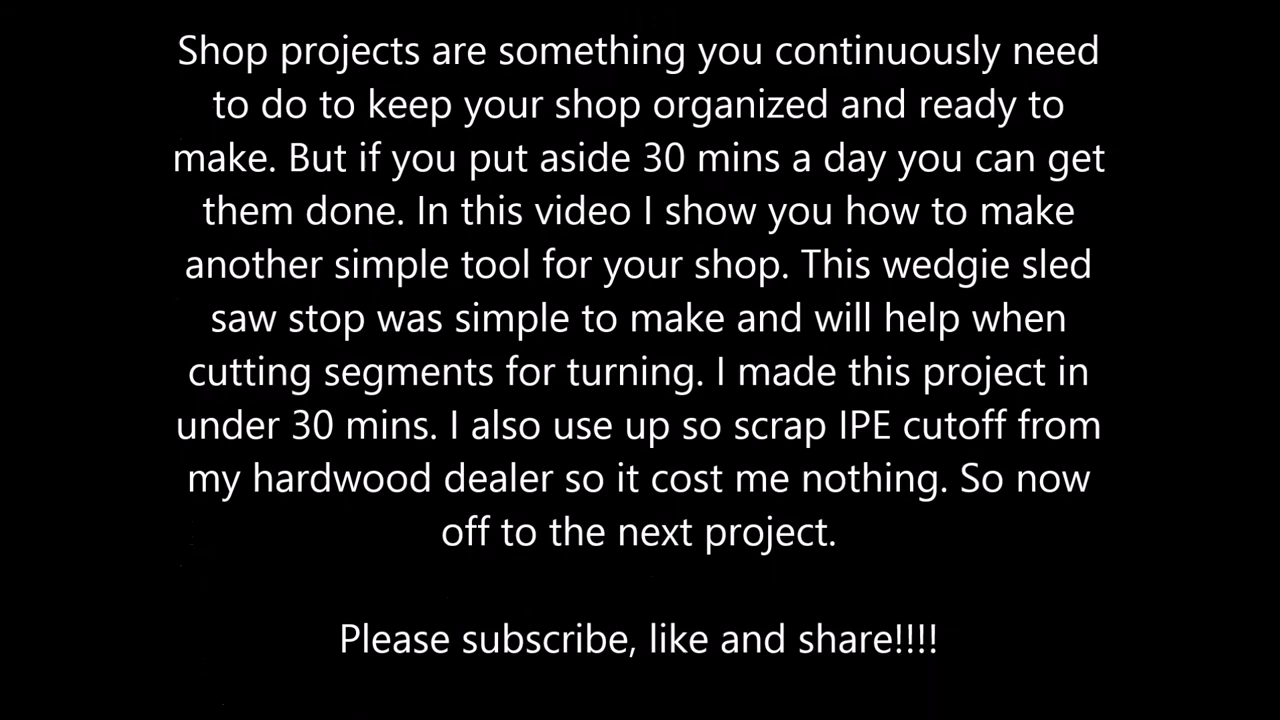 Shop projects are something you continuously need
to do to keep your shop organized and ready to
make. But if you put aside 30 mins a day you can get
them done. In this video I show you how to make
another simple tool for your shop. This wedgie sled
saw stop was simple to make and will help when
cutting segments for turning. I made this project in
under 30 mins. I also use up so scrap IPE cutoff from
my hardwood dealer so it cost me nothing. So now
off to the next project.
Please subscribe, like and share!!!!